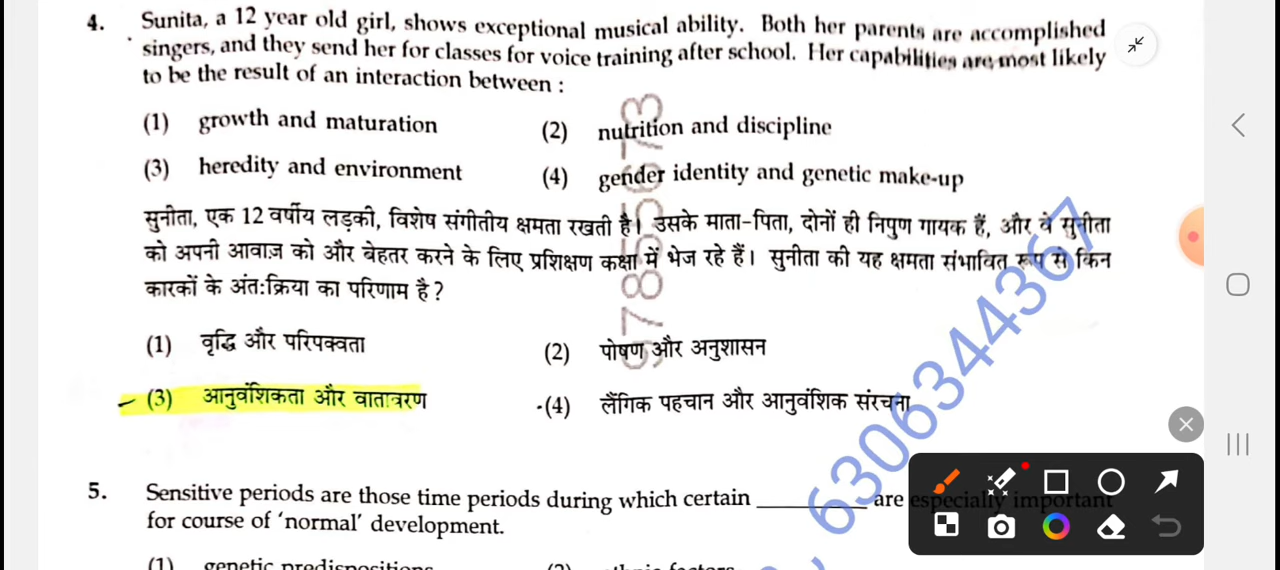 4. Sunita, a 12 year old girl, shows exceptional musical ability. Both her parents are accomplished
singers, and they send her for classes for voice training after school. Her capabilities are most likely
to be the result of an interaction between :
(1) growth and maturation (2) nutrition and discipline
(3) heredity and environment (4) gender identity and genetic make-up
सुनीता, एक 12 वर्षीय लड़की, विशेष संगीतीय क्षमता रखती है। उसके माता-पिता, दोनों ही निपुण गायक हैं, और वे सुनीता
को अपनी आवाज़ को और बेहतर करने के लिए प्रशिक्षण कक्षा में भेज रहे हैं। सुनीता की यह क्षमता संभावित रूप से किन
कारकों के अंतःक्रिया का परिणाम है ?
(1) वृद्धि और परिपक्वता (2) पोषण और अनुशासन
(3) आनुवंशिकता और वातावरण (4) लैंगिक पहचान और आनुवंशिक संरचना
5. Sensitive periods are those time periods during which certain ________ are especially important
for course of 'normal' development.
(1) genetic predispositions (2) ethnic factors
6306344367